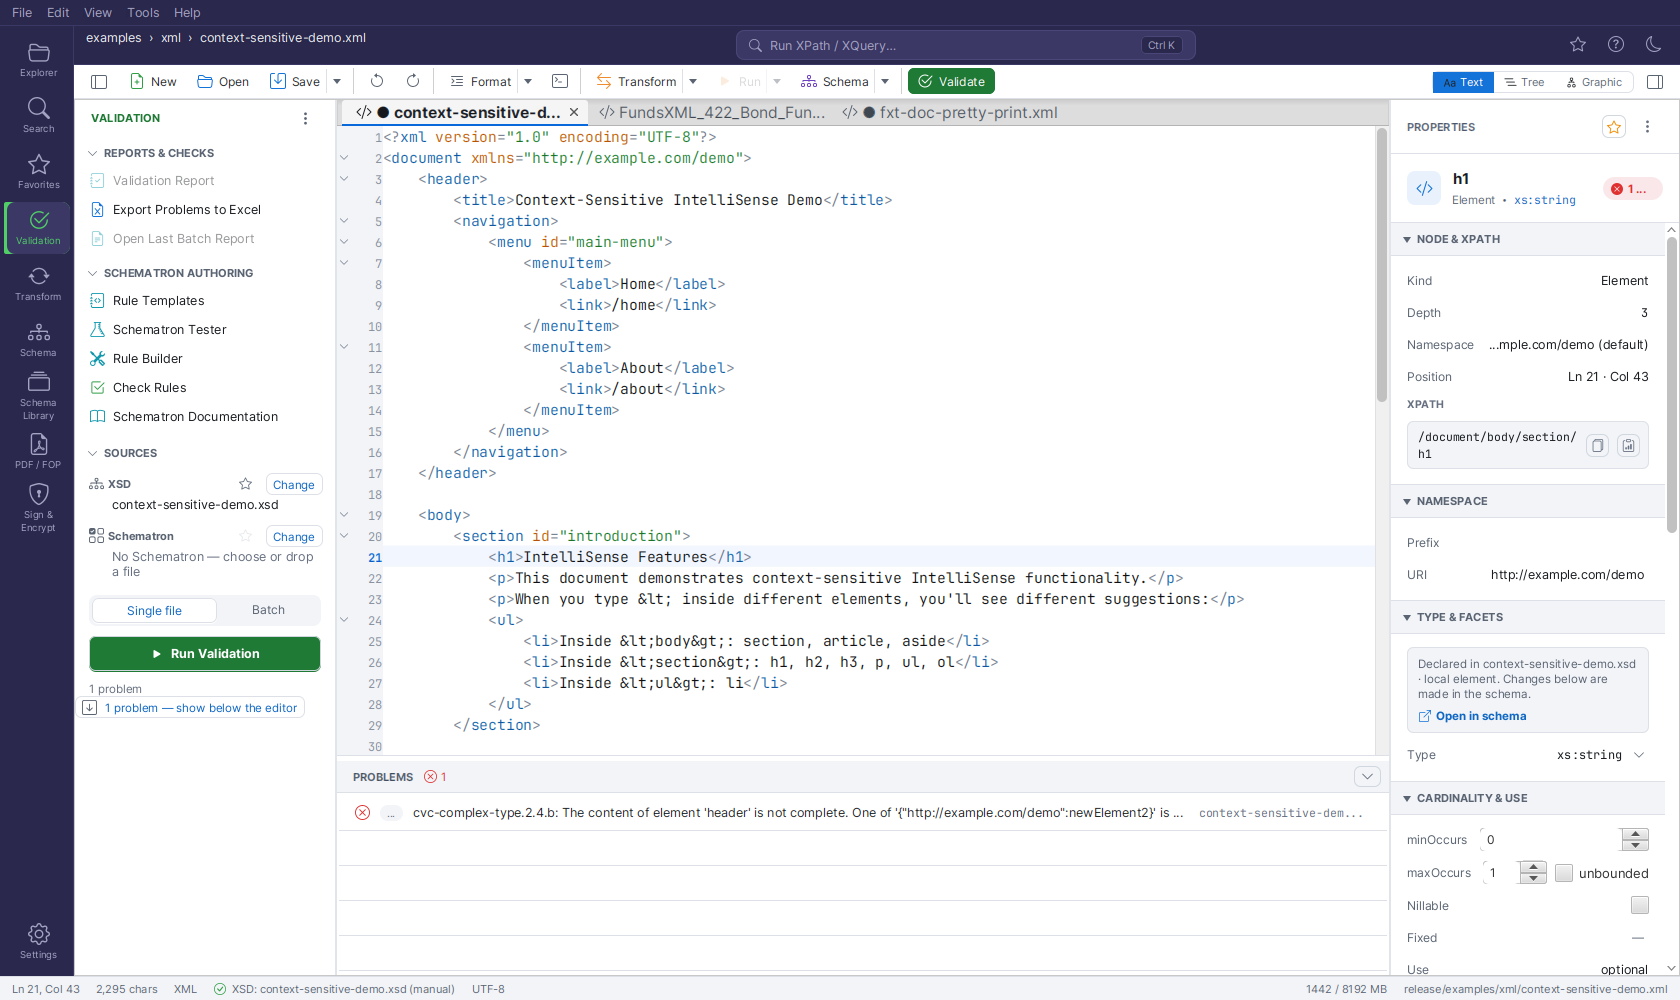 File Edit View Tools Help
examples › xml › context-sensitive-demo.xml
Run XPath / XQuery... Ctrl K
New Open Save Format Transform Run Schema Validate
Aa Text Tree Graphic
Explorer
Search
Favorites
Validation
Transform
Schema
Schema
Library
PDF / FOP
Sign &
Encrypt
Settings
VALIDATION
REPORTS & CHECKS
Validation Report
Export Problems to Excel
Open Last Batch Report
SCHEMATRON AUTHORING
Rule Templates
Schematron Tester
Rule Builder
Check Rules
Schematron Documentation
SOURCES
XSD Change
context-sensitive-demo.xsd
Schematron Change
No Schematron — choose or drop
a file
Single file Batch
Run Validation
1 problem
1 problem — show below the editor
context-sensitive-d... × FundsXML_422_Bond_Fun... fxt-doc-pretty-print.xml
1 <?xml version="1.0" encoding="UTF-8"?>
2 <document xmlns="http://example.com/demo">
3 <header>
4 <title>Context-Sensitive IntelliSense Demo</title>
5 <navigation>
6 <menu id="main-menu">
7 <menuItem>
8 <label>Home</label>
9 <link>/home</link>
10 </menuItem>
11 <menuItem>
12 <label>About</label>
13 <link>/about</link>
14 </menuItem>
15 </menu>
16 </navigation>
17 </header>
18
19 <body>
20 <section id="introduction">
21 <h1>IntelliSense Features</h1>
22 <p>This document demonstrates context-sensitive IntelliSense functionality.</p>
23 <p>When you type &lt; inside different elements, you'll see different suggestions:</p>
24 <ul>
25 <li>Inside &lt;body&gt;: section, article, aside</li>
26 <li>Inside &lt;section&gt;: h1, h2, h3, p, ul, ol</li>
27 <li>Inside &lt;ul&gt;: li</li>
28 </ul>
29 </section>
30
PROBLEMS 1
... cvc-complex-type.2.4.b: The content of element 'header' is not complete. One of '{"http://example.com/demo":newElement2}' is ... context-sensitive-dem...
PROPERTIES
h1 1 ...
Element • xs:string
NODE & XPATH
Kind Element
Depth 3
Namespace ...mple.com/demo (default)
Position Ln 21 · Col 43
XPATH
/document/body/section/
h1
NAMESPACE
Prefix
URI http://example.com/demo
TYPE & FACETS
Declared in context-sensitive-demo.xsd
· local element. Changes below are
made in the schema.
Open in schema
Type xs:string
CARDINALITY & USE
minOccurs 0
maxOccurs 1 unbounded
Nillable
Fixed —
Use optional
Ln 21, Col 43 2,295 chars XML XSD: context-sensitive-demo.xsd (manual) UTF-8 1442 / 8192 MB release/examples/xml/context-sensitive-demo.xml